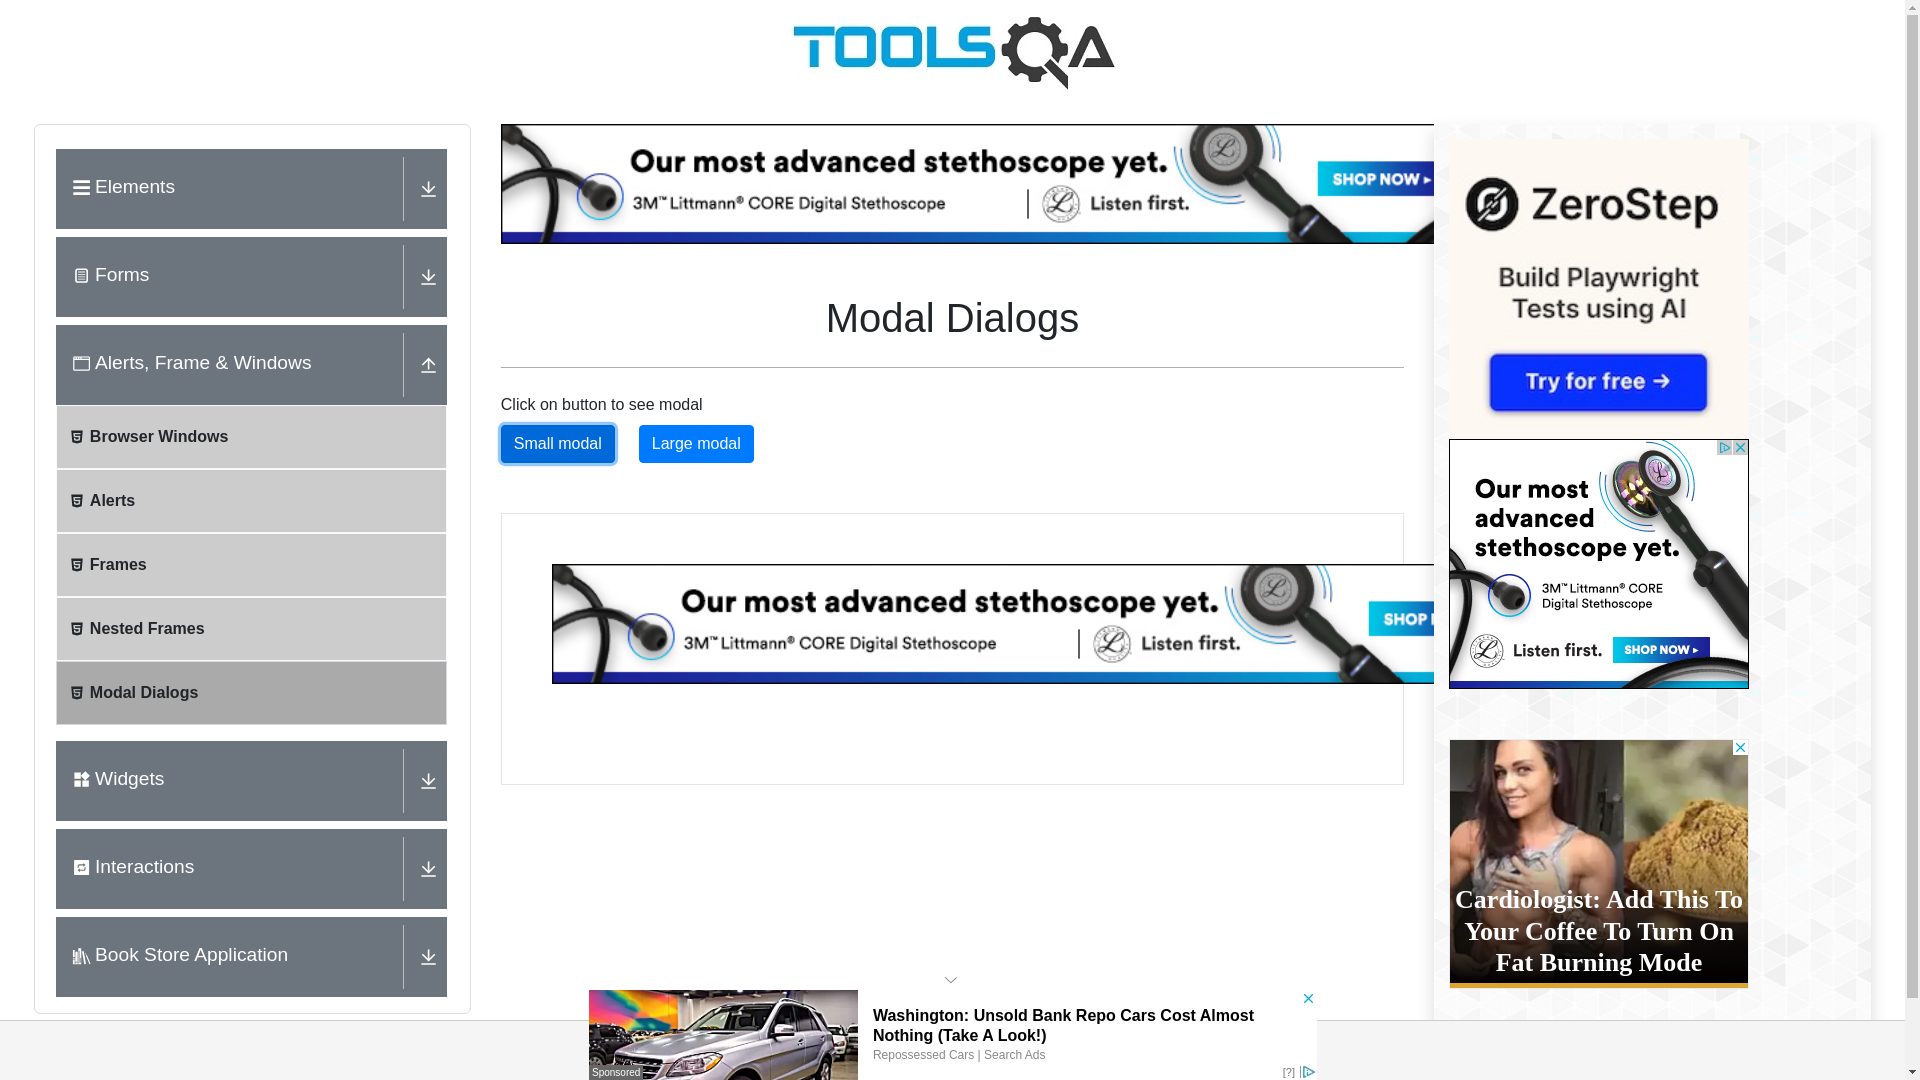 TOOLSQA
Elements
Forms
Alerts, Frame & Windows
Browser Windows
Alerts
Frames
Nested Frames
Modal Dialogs
Widgets
Interactions
Book Store Application
Our most advanced stethoscope yet.
3M™ Littmann® CORE Digital Stethoscope
Listen first.
SHOP NOW ▸
Modal Dialogs
Click on button to see modal
Small modal
Large modal
Our most advanced stethoscope yet.
3M™ Littmann® CORE Digital Stethoscope
Listen first.
SHOP
ZeroStep
Build Playwright
Tests using AI
Try for free →
Our most
advanced
stethoscope yet.
3M™ Littmann® CORE
Digital Stethoscope
Listen first.
SHOP NOW ▸
Cardiologist: Add This To
Your Coffee To Turn On
Fat Burning Mode
Washington: Unsold Bank Repo Cars Cost Almost
Nothing (Take A Look!)
Repossessed Cars | Search Ads
Sponsored
[?]